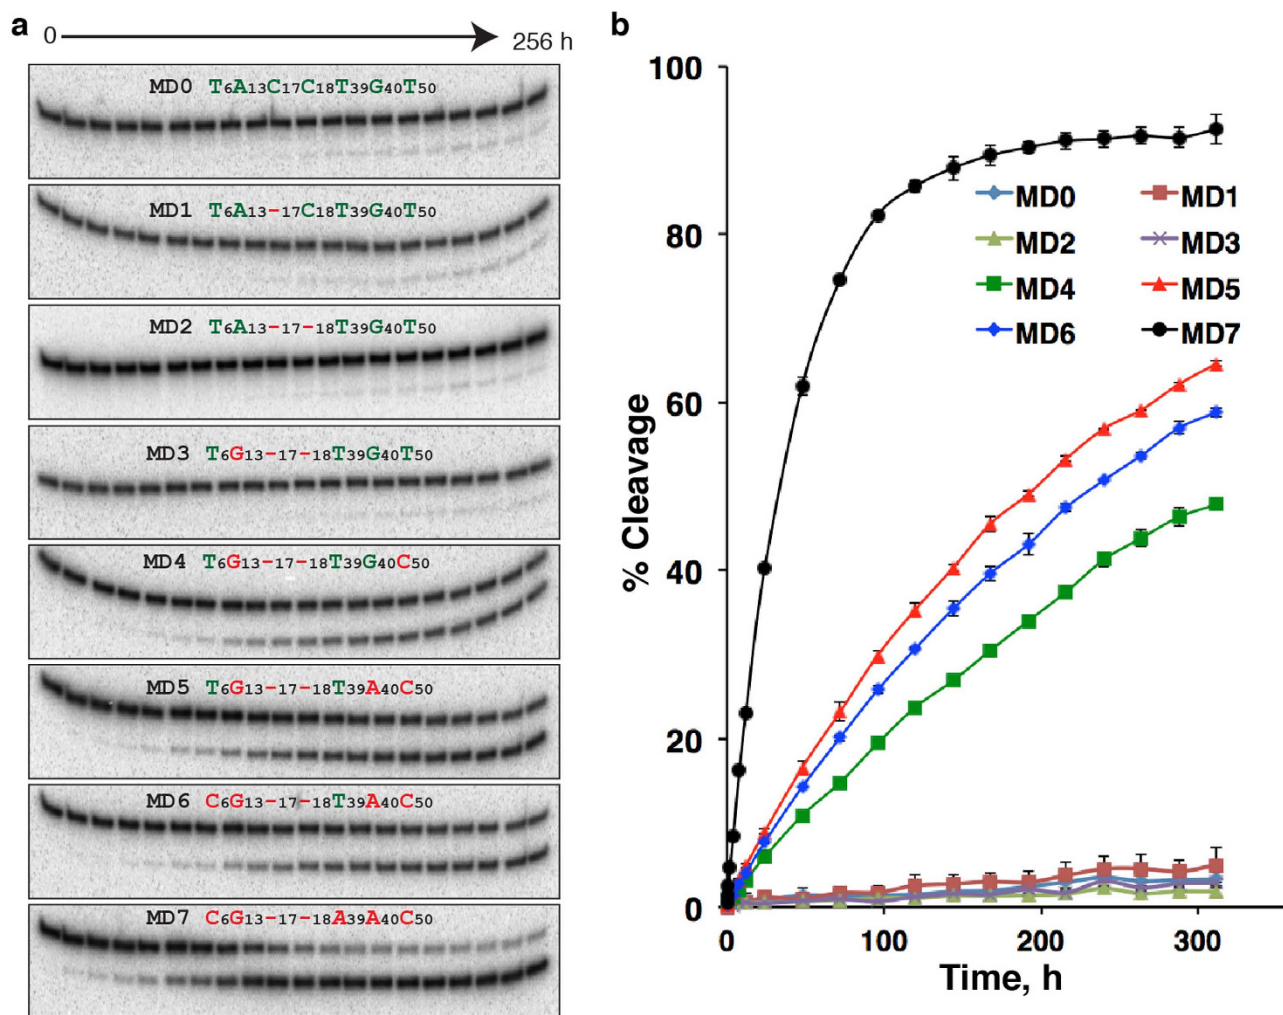 a
0
256 h
MD0 T6A13C17C18T39G40T50
MD1 T6A13-17C18T39G40T50
MD2 T6A13-17-18T39G40T50
MD3 T6G13-17-18T39G40T50
MD4 T6G13-17-18T39G40C50
MD5 T6G13-17-18T39A40C50
MD6 C6G13-17-18T39A40C50
MD7 C6G13-17-18A39A40C50
b
100
80
60
40
20
0
% Cleavage
MD0 MD1
MD2 MD3
MD4 MD5
MD6 MD7
0 100 200 300
Time, h